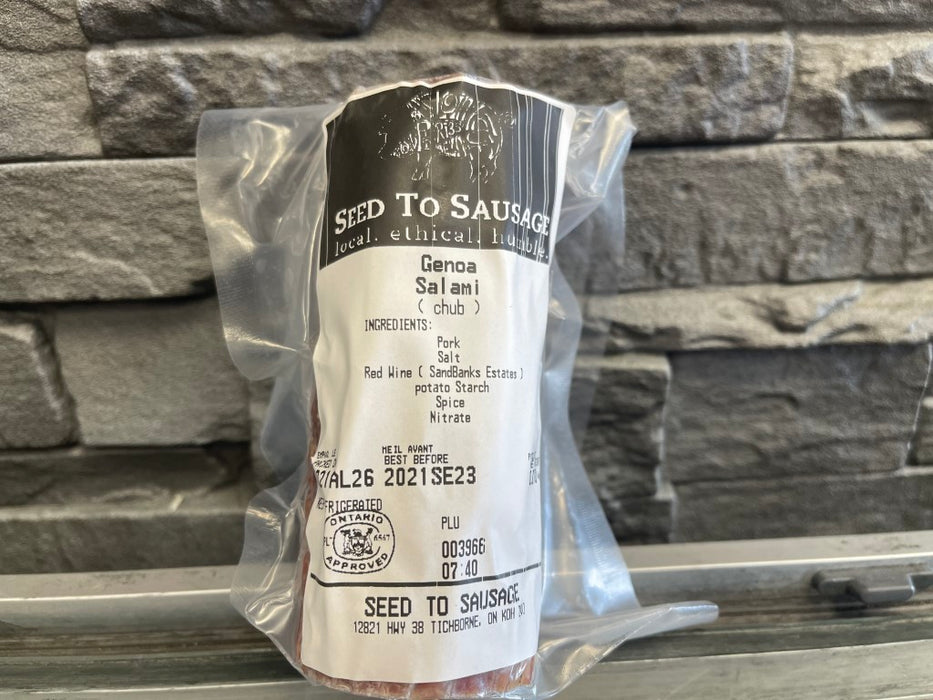 SEED TO SAUSAGE
local. ethical. humble.
Genoa
Salami
( chub )
INGREDIENTS:
Pork
Salt
Red Wine ( SandBanks Estates )
potato Starch
Spice
Nitrate
MEIL AVANT
BEST BEFORE
AL26 2021SE23
REFRIGERATED
ONTARIO
6547
APPROVED
PLU
003966
07:40
SEED TO SAUSAGE
12821 HWY 38 TICHBORNE, ON K0H